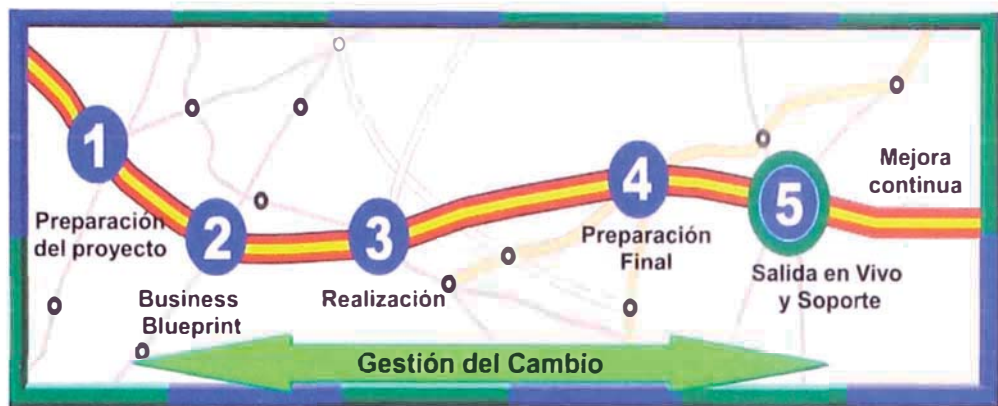 1
Preparación
del proyecto
2
Business
Blueprint
3
Realización
4
Preparación
Final
5
Salida en Vivo
y Soporte
Mejora
continua
Gestión del Cambio